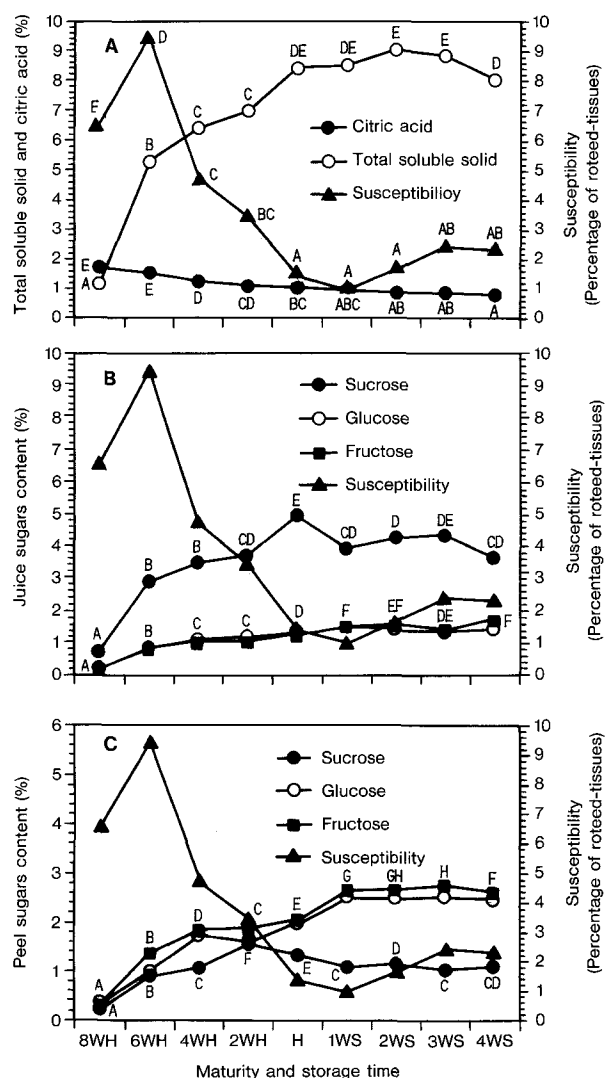 Total soluble solid and citric acid (%)
10
9
8
7
6
5
4
3
2
1
0
A
F
D
B
C
C
C
BC
DE
DE
E
E
D
Citric acid
Total soluble solid
Susceptibilioy
E
A
E
D
CD
A
BC
A
ABC
A
AB
AB
AB
AB
A
10
9
8
7
6
5
4
3
2
1
0
Susceptibility
(Percentage of roteed-tissues)
Juice sugars content (%)
10
9
8
7
6
5
4
3
2
1
0
B
Sucrose
Glucose
Fructose
Susceptibility
A
B
B
CD
E
CD
D
DE
CD
A
B
C
C
D
F
EF
DE
F
10
9
8
7
6
5
4
3
2
1
0
Susceptibility
(Percentage of roteed-tissues)
Peel sugars content (%)
6
5
4
3
2
1
0
C
Sucrose
Glucose
Fructose
Susceptibility
A
B
D
C
E
G
GH
H
F
A
B
C
F
E
C
D
C
CD
10
9
8
7
6
5
4
3
2
1
0
Susceptibility
(Percentage of roteed-tissues)
8WH 6WH 4WH 2WH H 1WS 2WS 3WS 4WS
Maturity and storage time